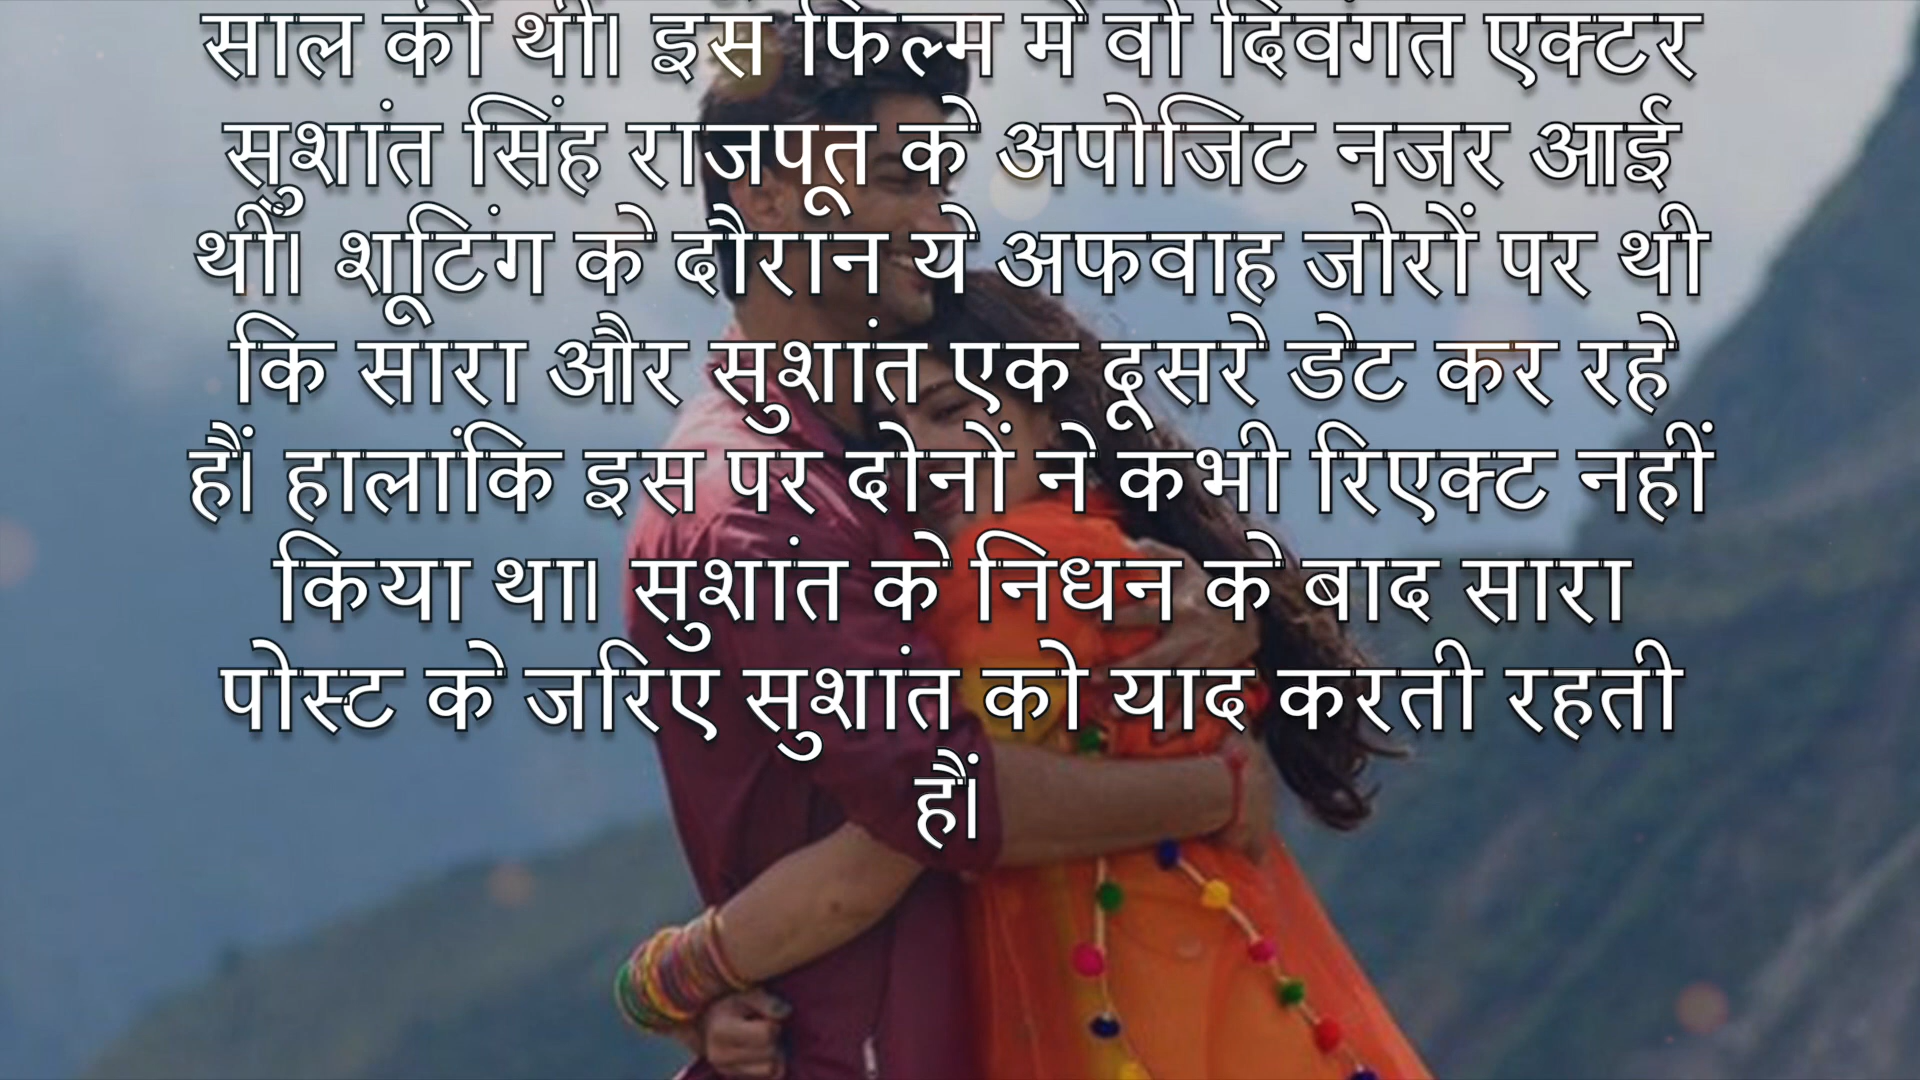 साल की थीं। इस फिल्म में वो दिवंगत एक्टर
सुशांत सिंह राजपूत के अपोजिट नजर आई
थीं। शूटिंग के दौरान ये अफवाह जोरों पर थी
कि सारा और सुशांत एक दूसरे डेट कर रहे
हैं। हालांकि इस पर दोनों ने कभी रिएक्ट नहीं
किया था। सुशांत के निधन के बाद सारा
पोस्ट के जरिए सुशांत को याद करती रहती
हैं।